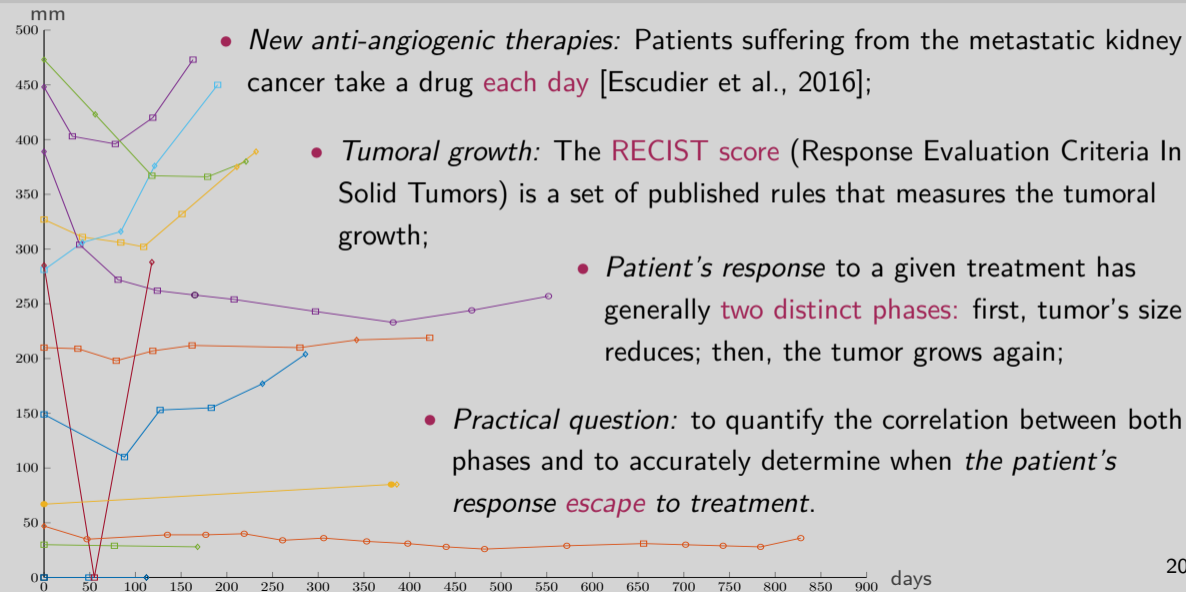 mm
500
450
400
350
300
250
200
150
100
50
0
0 50 100 150 200 250 300 350 400 450 500 550 600 650 700 750 800 850 900 days
• New anti-angiogenic therapies: Patients suffering from the metastatic kidney
cancer take a drug each day [Escudier et al., 2016];
• Tumoral growth: The RECIST score (Response Evaluation Criteria In
Solid Tumors) is a set of published rules that measures the tumoral
growth;
• Patient's response to a given treatment has
generally two distinct phases: first, tumor's size
reduces; then, the tumor grows again;
• Practical question: to quantify the correlation between both
phases and to accurately determine when the patient's
response escape to treatment.
20